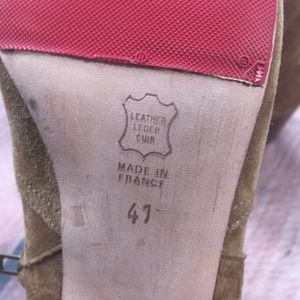 LEATHER
LEDER
CUIR
MADE IN
FRANCE
41